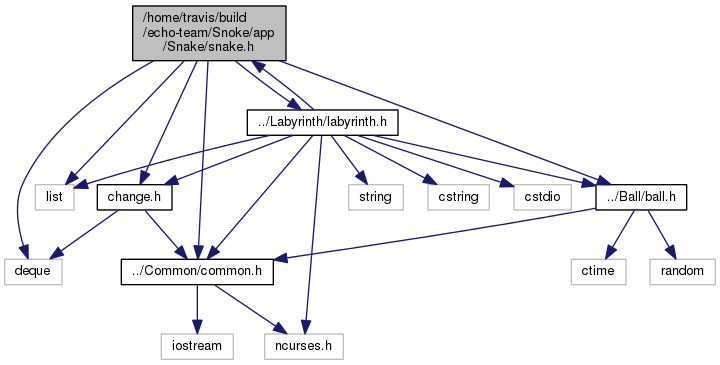 /home/travis/build
/echo-team/Snoke/app
/Snake/snake.h
../Labyrinth/labyrinth.h
list
change.h
string
cstring
cstdio
../Ball/ball.h
deque
../Common/common.h
ctime
random
iostream
ncurses.h